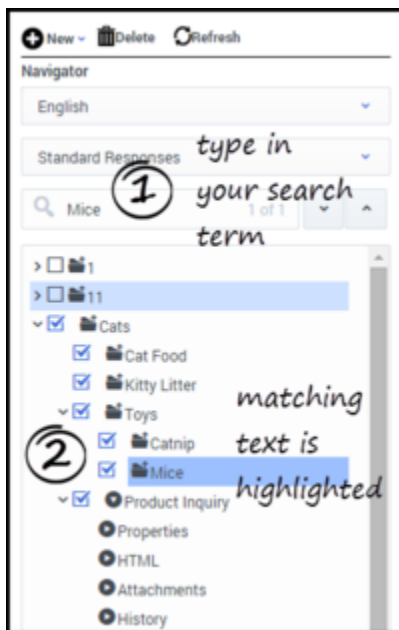 New Delete Refresh
Navigator
English
Standard Responses
type in
1
your search
Mice 1 of 1
term
1
11
Cats
Cat Food
Kitty Litter
Toys
matching
2
Catnip
text is
Mice
highlighted
Product Inquiry
Properties
HTML
Attachments
History